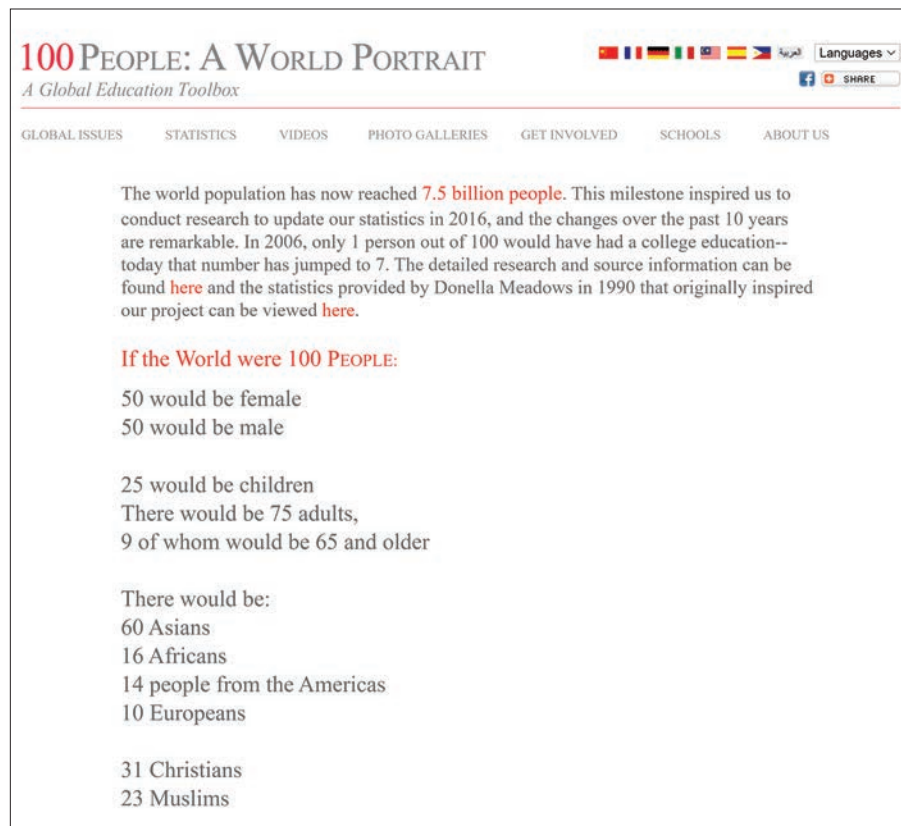 100 PEOPLE: A WORLD PORTRAIT
A Global Education Toolbox
العربية
Languages
SHARE
GLOBAL ISSUES STATISTICS VIDEOS PHOTO GALLERIES GET INVOLVED SCHOOLS ABOUT US
The world population has now reached 7.5 billion people. This milestone inspired us to
conduct research to update our statistics in 2016, and the changes over the past 10 years
are remarkable. In 2006, only 1 person out of 100 would have had a college education--
today that number has jumped to 7. The detailed research and source information can be
found here and the statistics provided by Donella Meadows in 1990 that originally inspired
our project can be viewed here.
If the World were 100 PEOPLE:
50 would be female
50 would be male
25 would be children
There would be 75 adults,
9 of whom would be 65 and older
There would be:
60 Asians
16 Africans
14 people from the Americas
10 Europeans
31 Christians
23 Muslims